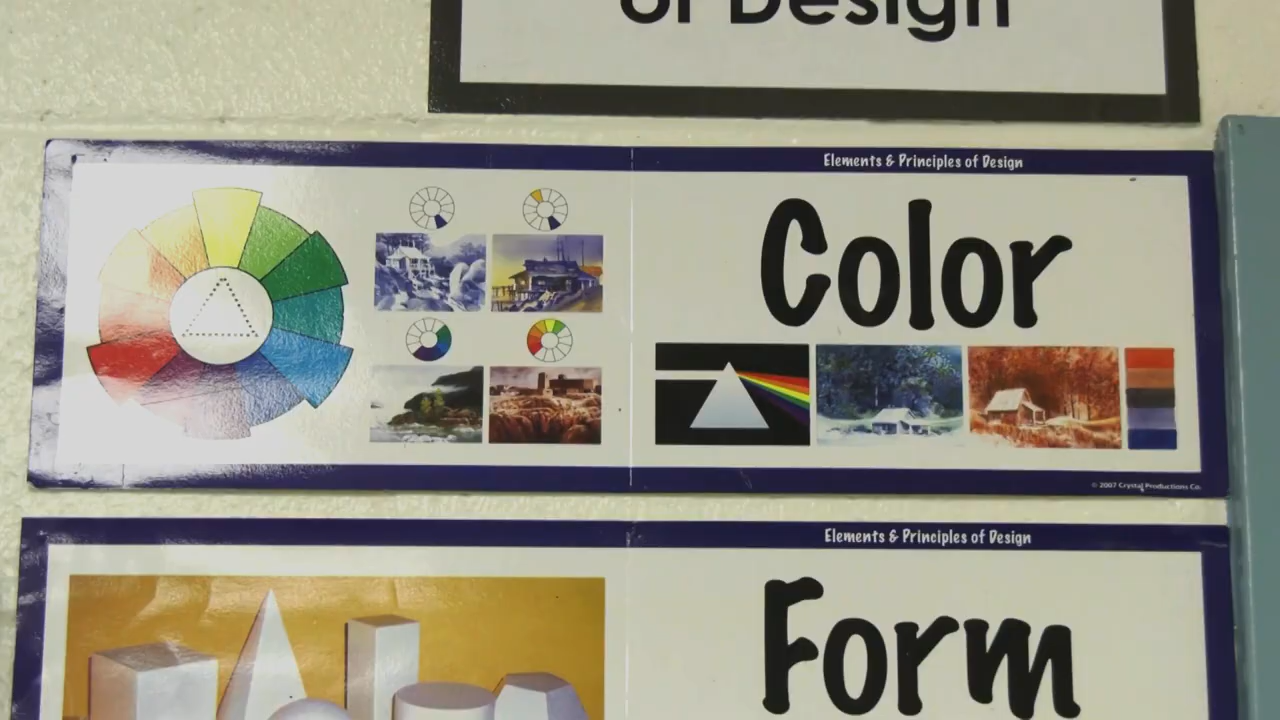 of Design
Elements & Principles of Design
Color
© 2007 Crystal Productions Co.
Elements & Principles of Design
Form